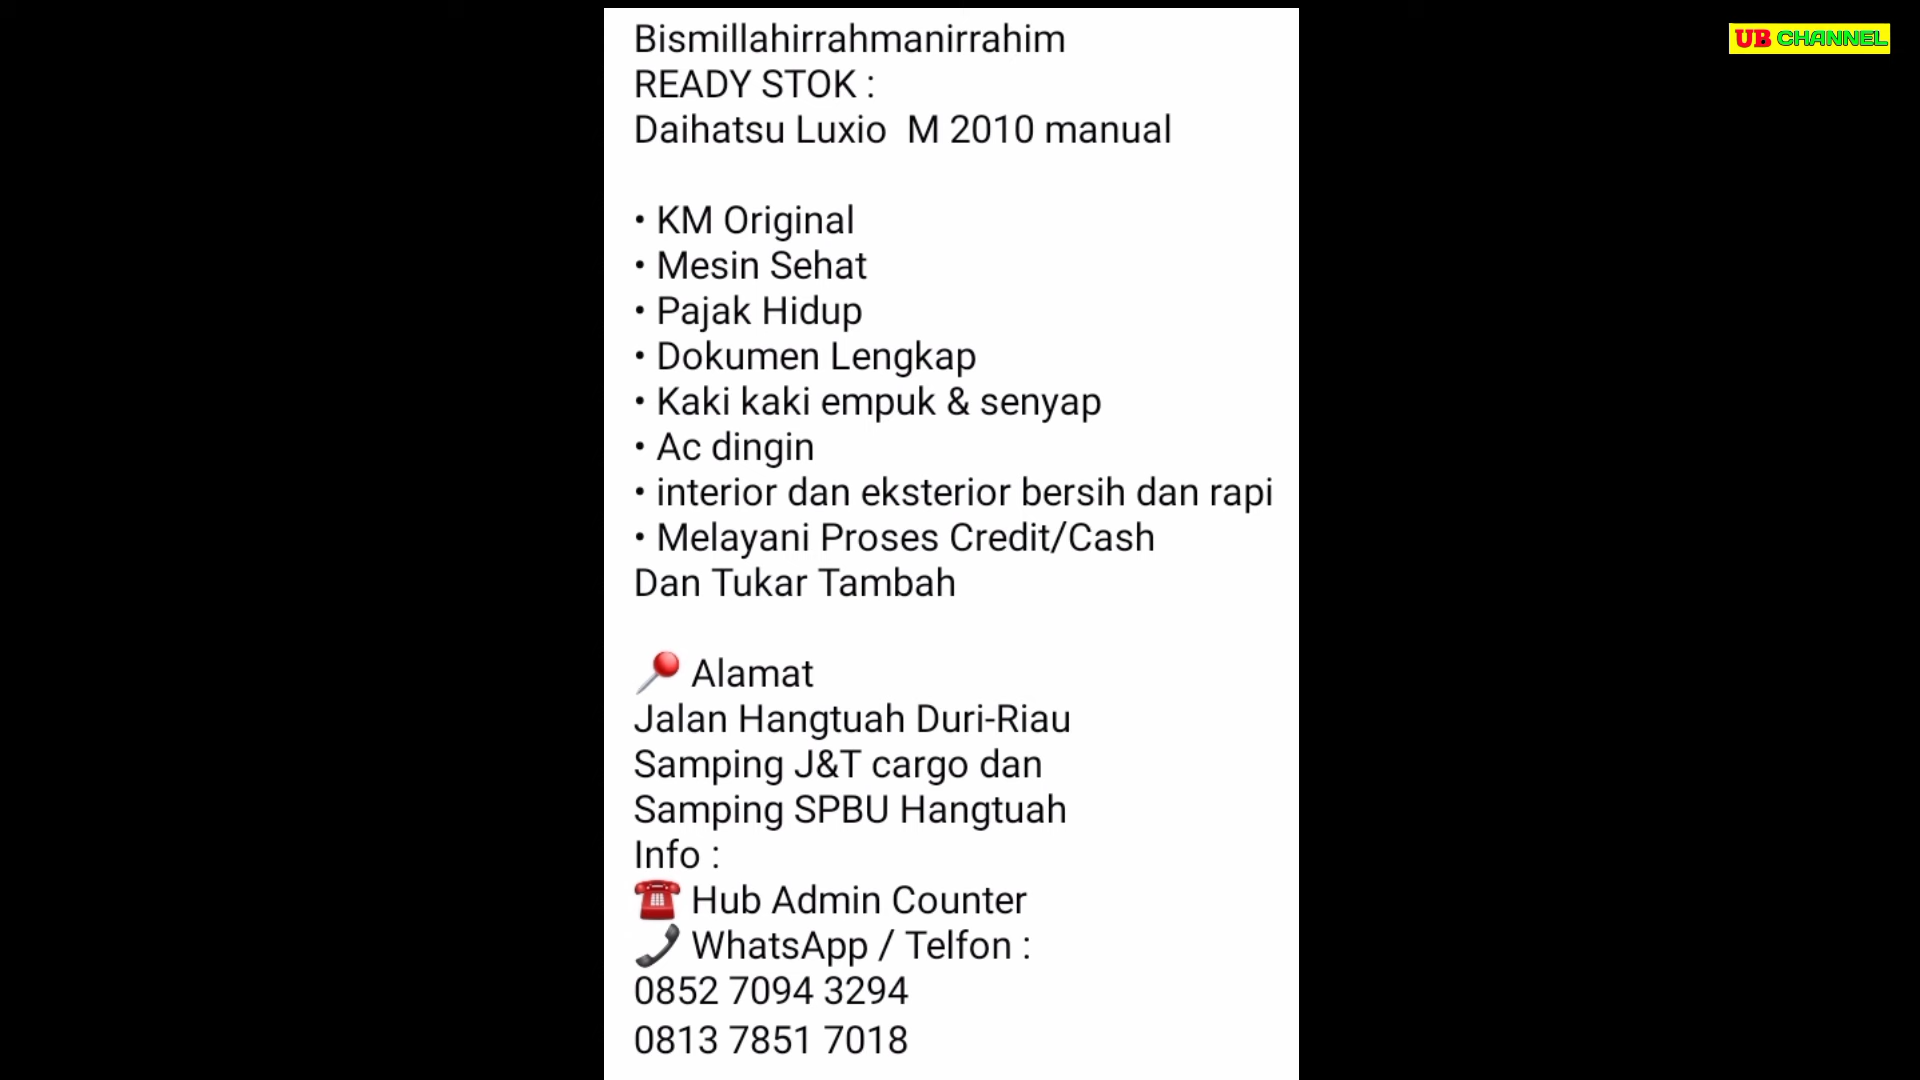 Bismillahirrahmanirrahim
READY STOK :
Daihatsu Luxio  M 2010 manual
• KM Original
• Mesin Sehat
• Pajak Hidup
• Dokumen Lengkap
• Kaki kaki empuk & senyap
• Ac dingin
• interior dan eksterior bersih dan rapi
• Melayani Proses Credit/Cash
Dan Tukar Tambah
📍 Alamat
Jalan Hangtuah Duri-Riau
Samping J&T cargo dan
Samping SPBU Hangtuah
Info :
☎️ Hub Admin Counter
📞 WhatsApp / Telfon :
0852 7094 3294
0813 7851 7018
UB CHANNEL